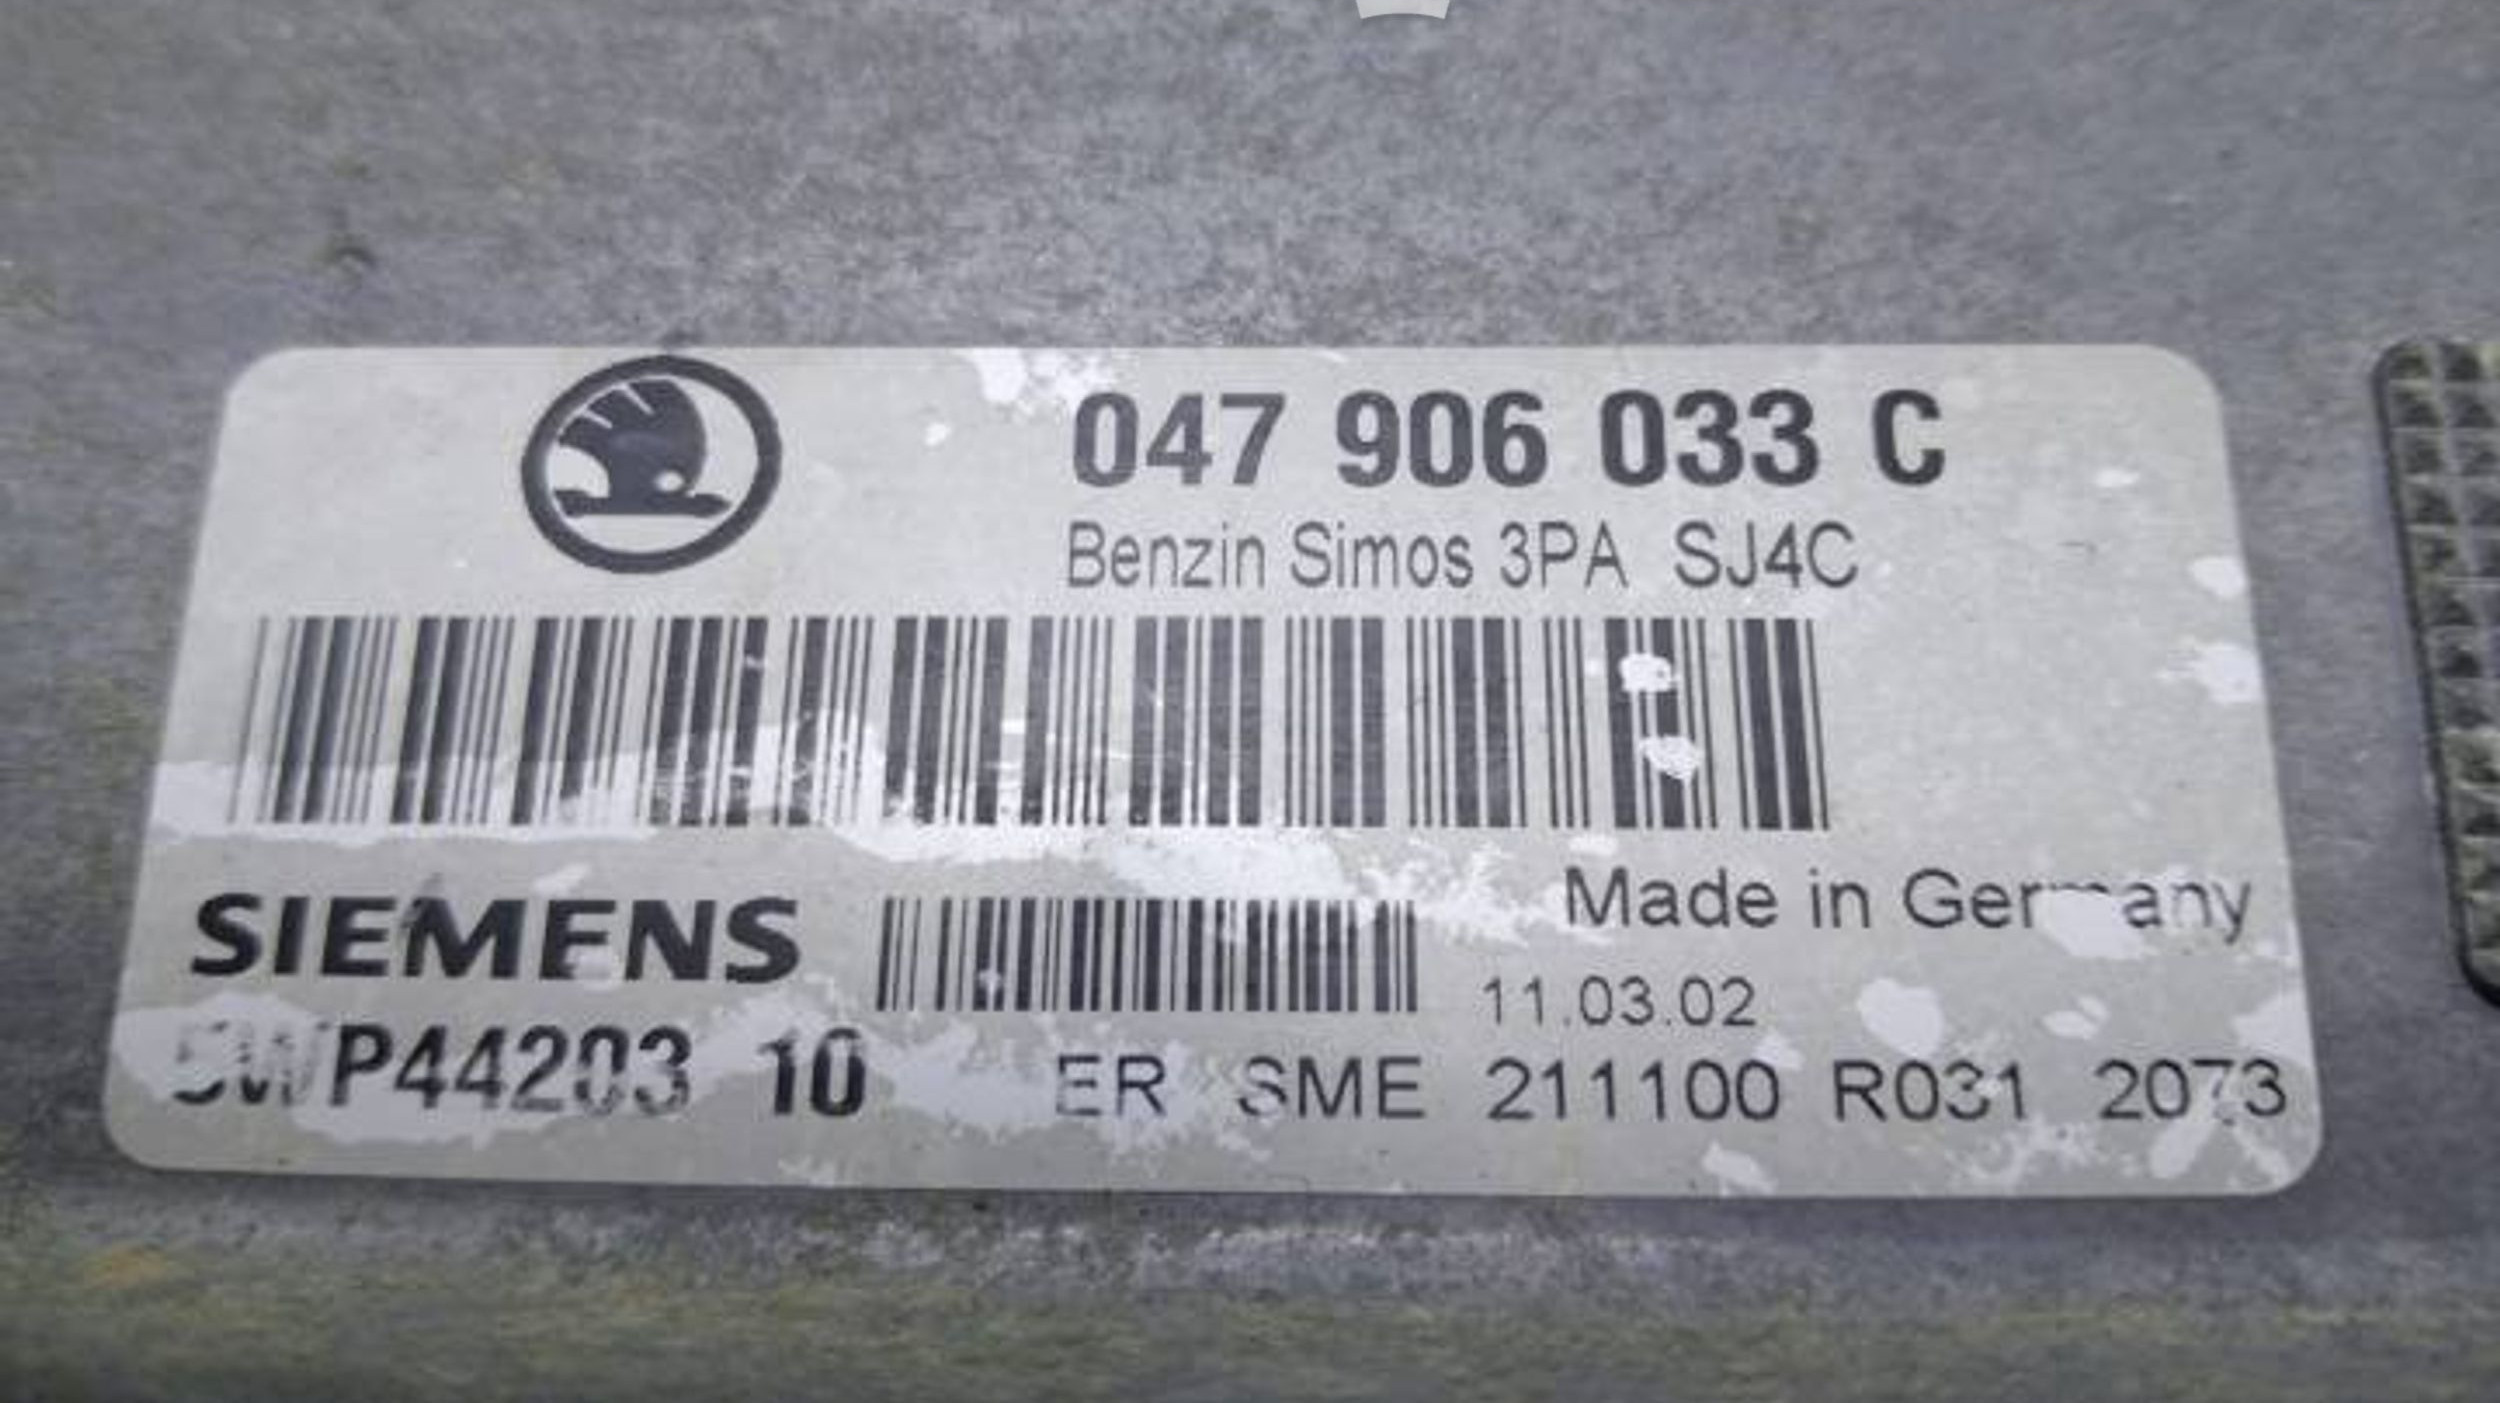 047 906 033 C
Benzin Simos 3PA SJ4C
SIEMENS
Made in Germany
11.03.02
5WP44203 10
ER SME 211100 R031 2073